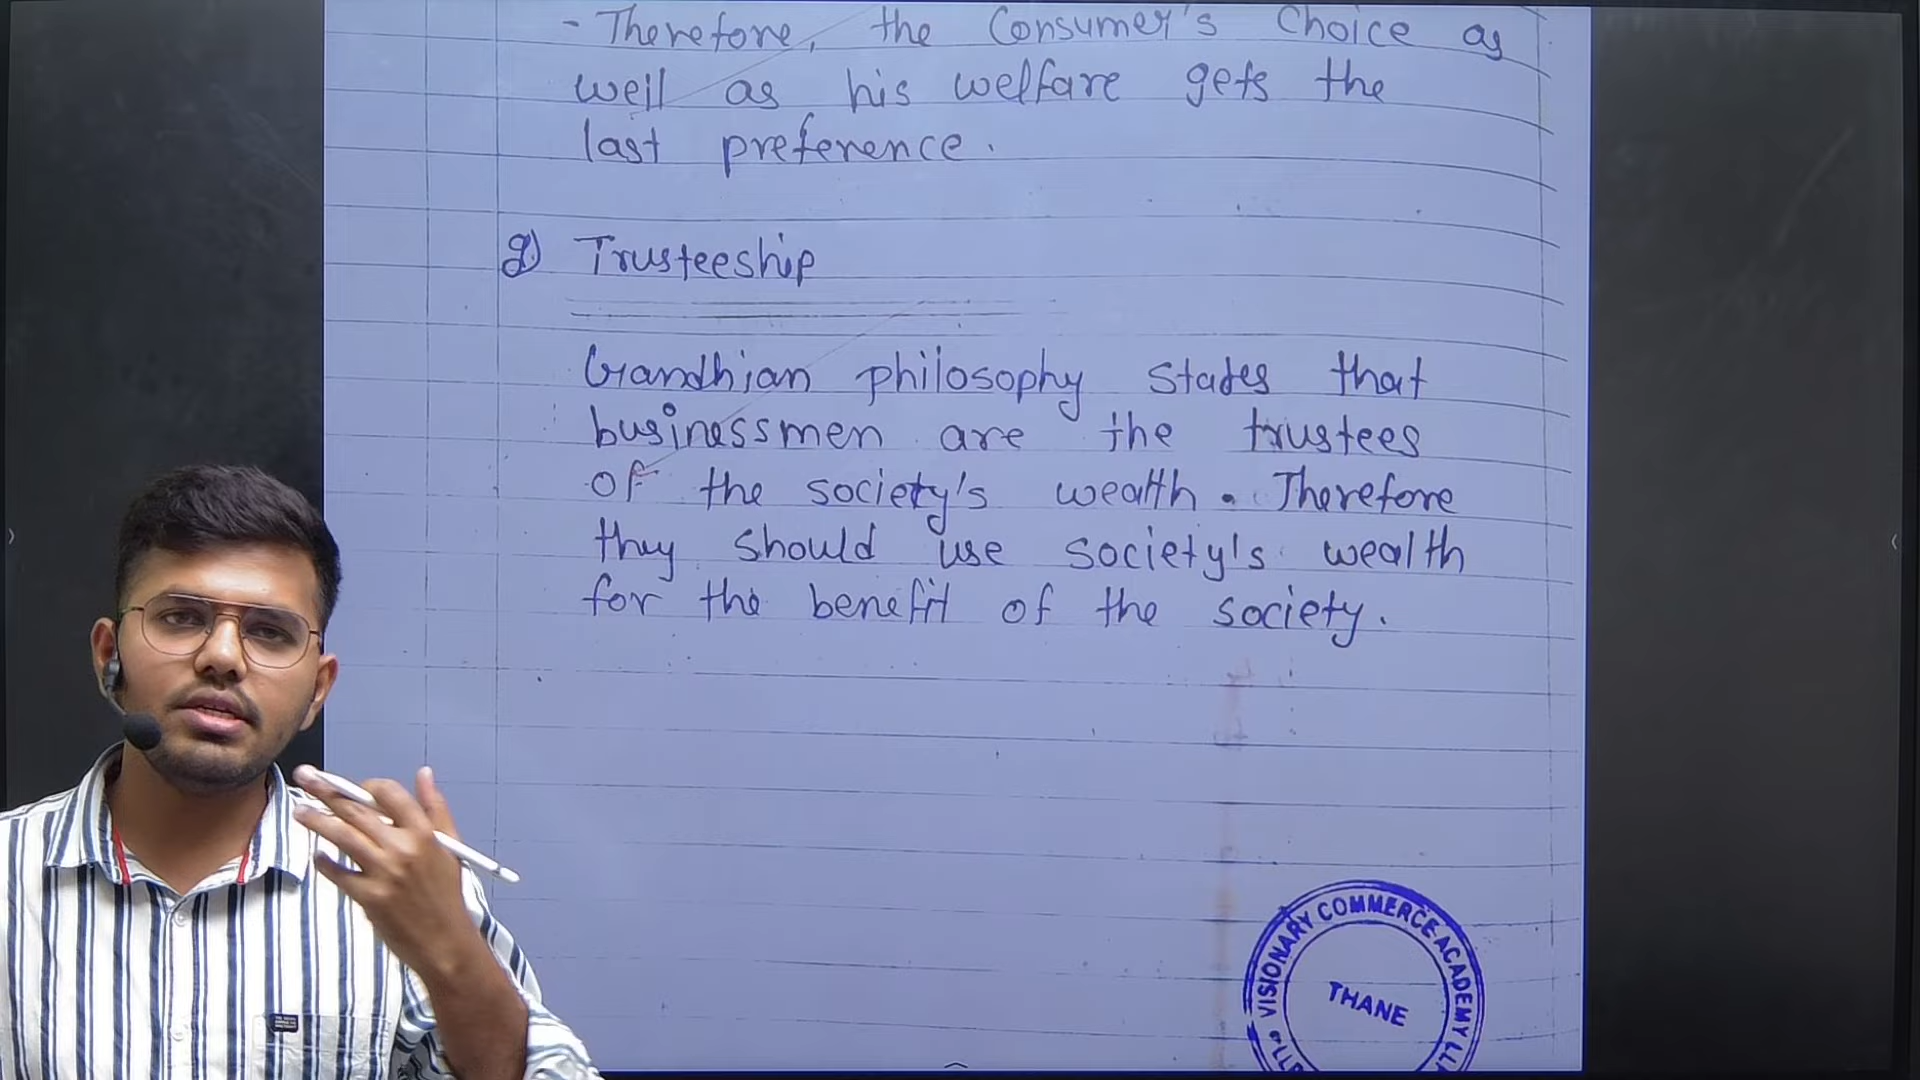 - Therefore, the Consumer's Choice as
well as his welfare gets the
last preference.
g) Trusteeship
Gandhian philosophy states that
businessmen are the trustees
of the society's wealth. Therefore
they should use society's wealth
for the benefit of the society.
VISIONARY COMMERCE ACADEMY
THANE